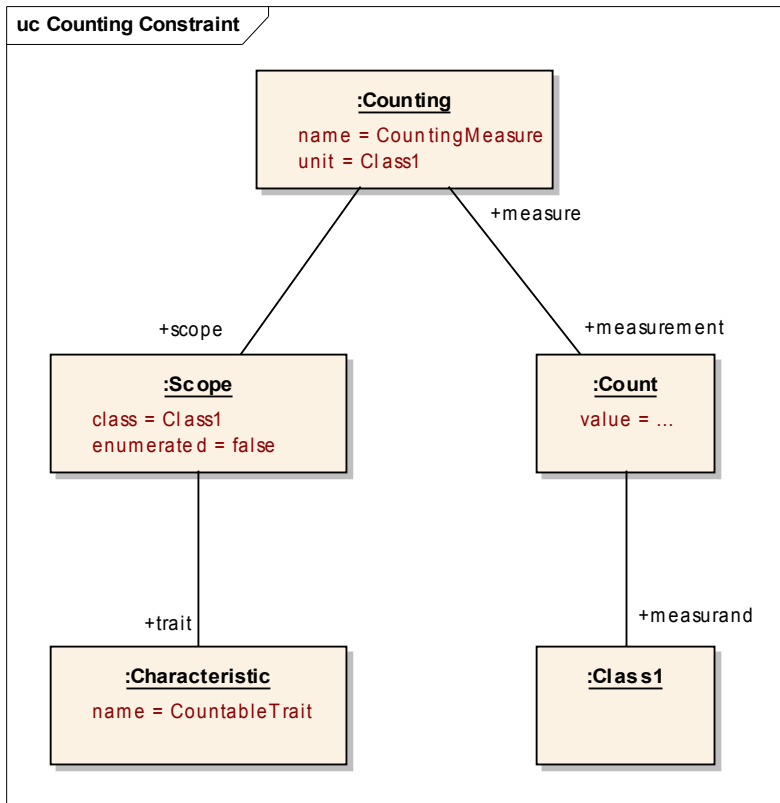 uc Counting Constraint
:Counting
name = CountingMeasure
unit = Class1
+measure
+scope
+measurement
:Scope
class = Class1
enumerated = false
:Count
value = ...
+trait
+measurand
:Characteristic
name = CountableTrait
:Class1